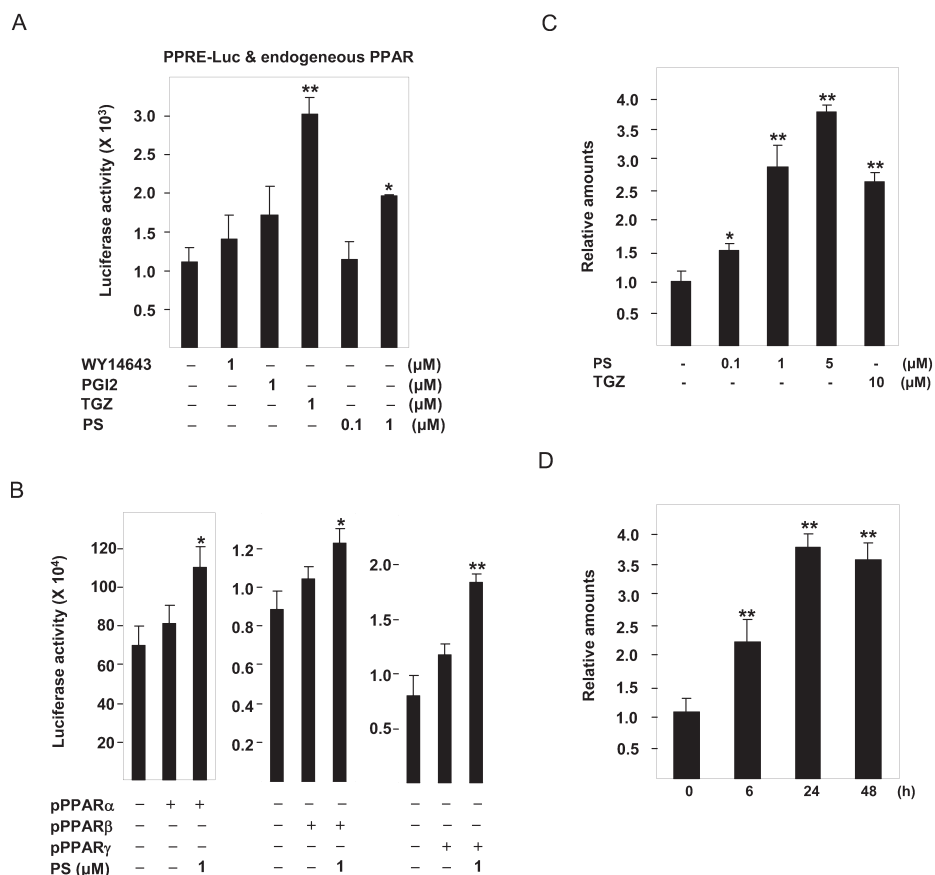 A
PPRE-Luc & endogeneous PPAR
Luciferase activity (X 10³)
3.0
2.5
2.0
1.5
1.0
0.5
** *
WY14643 – 1 – – – – (µM)
PGI2 – – 1 – – – (µM)
TGZ – – – 1 – – (µM)
PS – – – – 0.1 1 (µM)
C
Relative amounts
4.0
3.5
3.0
2.5
2.0
1.5
1.0
0.5
* ** ** **
PS - 0.1 1 5 - (µM)
TGZ - - - - 10 (µM)
B
Luciferase activity (X 10⁴)
120
100
80
60
40
20
*
1.2
1.0
0.8
0.6
0.4
0.2
*
2.0
1.5
1.0
0.5
**
pPPARα – + + – – – – – –
pPPARβ – – – – + + – – –
pPPARγ – – – – – – – + +
PS (µM) – – 1 – – 1 – – 1
D
Relative amounts
4.0
3.5
3.0
2.5
2.0
1.5
1.0
0.5
** ** **
0 6 24 48 (h)